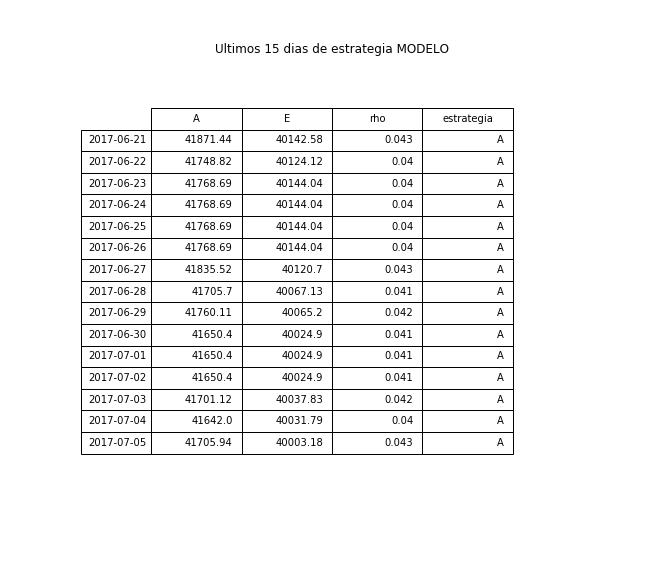 Ultimos 15 dias de estrategia MODELO
A E rho estrategia
2017-06-21 41871.44 40142.58 0.043 A
2017-06-22 41748.82 40124.12 0.04 A
2017-06-23 41768.69 40144.04 0.04 A
2017-06-24 41768.69 40144.04 0.04 A
2017-06-25 41768.69 40144.04 0.04 A
2017-06-26 41768.69 40144.04 0.04 A
2017-06-27 41835.52 40120.7 0.043 A
2017-06-28 41705.7 40067.13 0.041 A
2017-06-29 41760.11 40065.2 0.042 A
2017-06-30 41650.4 40024.9 0.041 A
2017-07-01 41650.4 40024.9 0.041 A
2017-07-02 41650.4 40024.9 0.041 A
2017-07-03 41701.12 40037.83 0.042 A
2017-07-04 41642.0 40031.79 0.04 A
2017-07-05 41705.94 40003.18 0.043 A